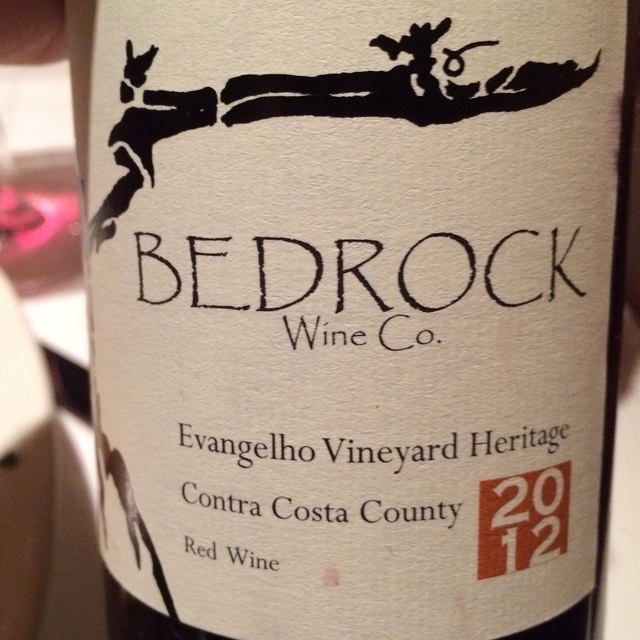 BEDROCK
Wine Co.
Evangelho Vineyard Heritage
Contra Costa County
Red Wine
20
12